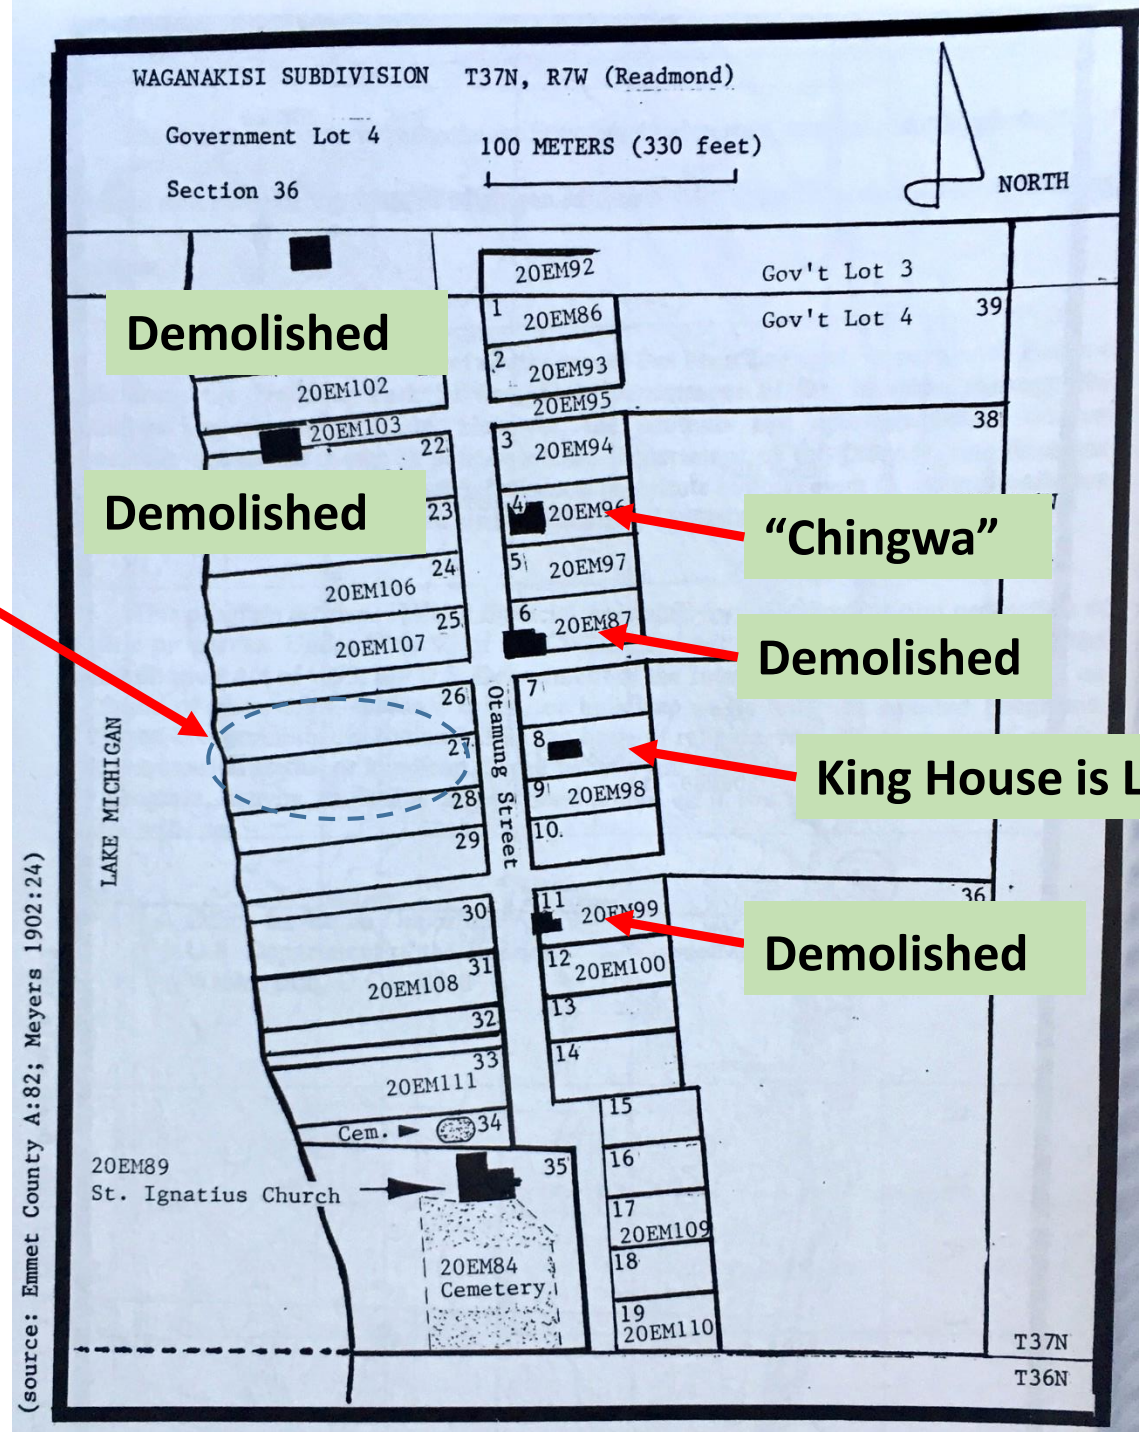 WAGANAKISI SUBDIVISION T37N, R7W (Readmond)
Government Lot 4
100 METERS (330 feet)
Section 36
NORTH
20EM92
Gov't Lot 3
1
20EM86
Gov't Lot 4
39
Demolished
2
20EM93
20EM102
20EM95
20EM103
22
3
20EM94
38
Demolished
23
4
20EM96
"Chingwa"
24
5
20EM97
20EM106
25
6
20EM87
Demolished
20EM107
26
7
27
8
King House is L
28
9
20EM98
29
10.
Otamung Street
LAKE MICHIGAN
30
11
20EM99
36
Demolished
31
12
20EM100
20EM108
32
13
33
14
20EM111
Cem.
34
15
20EM89
St. Ignatius Church
35
16
17
20EM109
20EM84
Cemetery
18
19
20EM110
T37N
T36N
(source: Emmet County A:82; Meyers 1902:24)